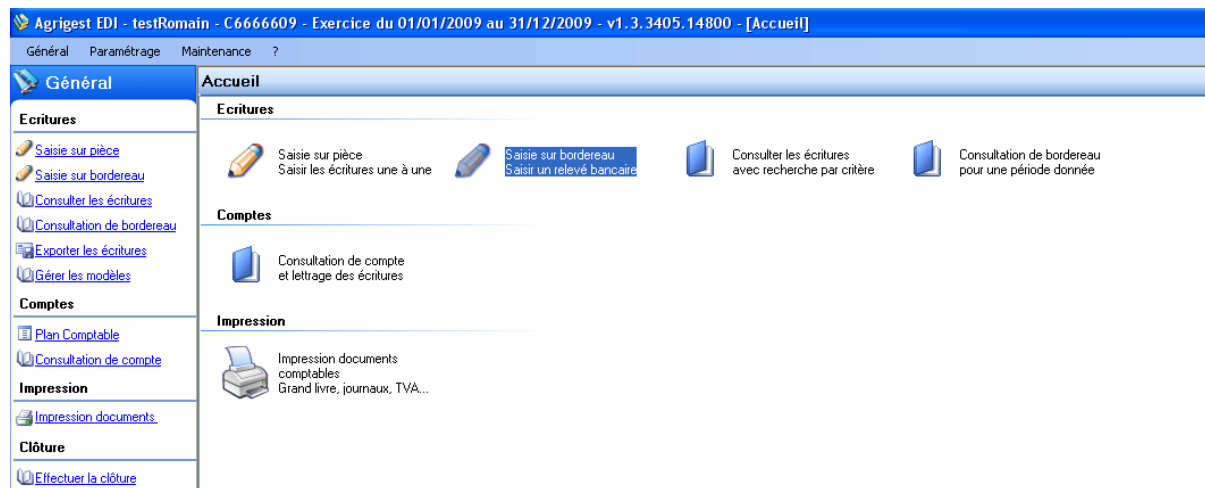 Agrigest EDI - testRomain - C6666609 - Exercice du 01/01/2009 au 31/12/2009 - v1.3.3405.14800 - [Accueil]
Général Paramétrage Maintenance ?
Général
Ecritures
Saisie sur pièce
Saisie sur bordereau
Consulter les écritures
Consultation de bordereau
Exporter les écritures
Gérer les modèles
Comptes
Plan Comptable
Consultation de compte
Impression
Impression documents
Clôture
Effectuer la clôture
Accueil
Ecritures
Saisie sur pièce
Saisir les écritures une à une
Saisie sur bordereau
Saisir un relevé bancaire
Consulter les écritures
avec recherche par critère
Consultation de bordereau
pour une période donnée
Comptes
Consultation de compte
et lettrage des écritures
Impression
Impression documents
comptables
Grand livre, journaux, TVA...